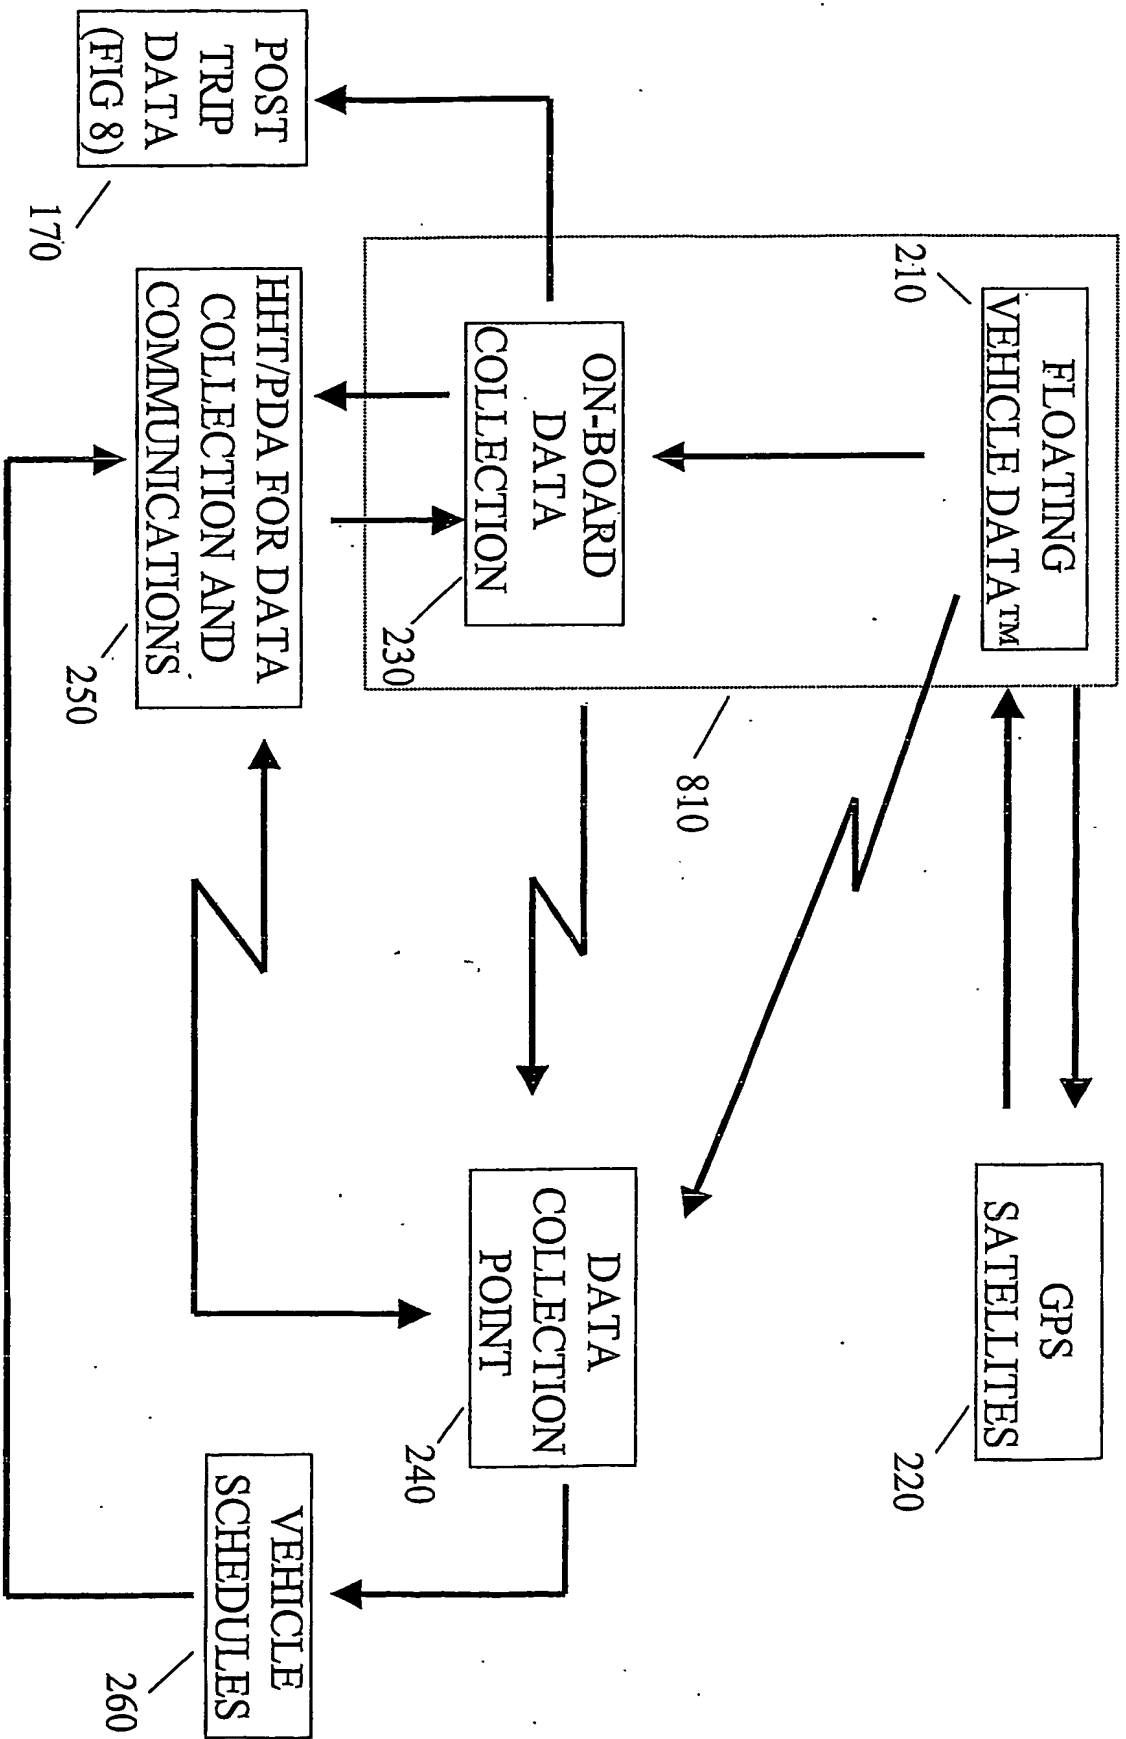 FLOATING
VEHICLE DATA™
210
GPS
SATELLITES
220
810
ON-BOARD
DATA
COLLECTION
230
DATA
COLLECTION
POINT
240
POST
TRIP
DATA
(FIG 8)
170
HHT/PDA FOR DATA
COLLECTION AND
COMMUNICATIONS
250
VEHICLE
SCHEDULES
260